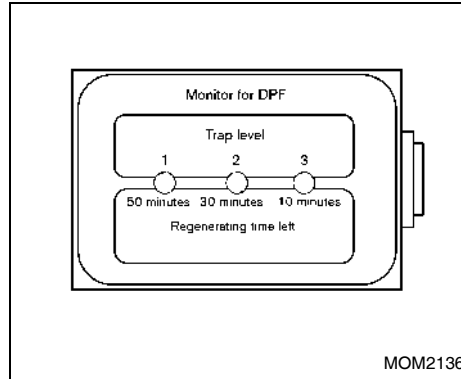 Monitor for DPF
Trap level
1 2 3
50 minutes 30 minutes 10 minutes
Regenerating time left
MOM2136